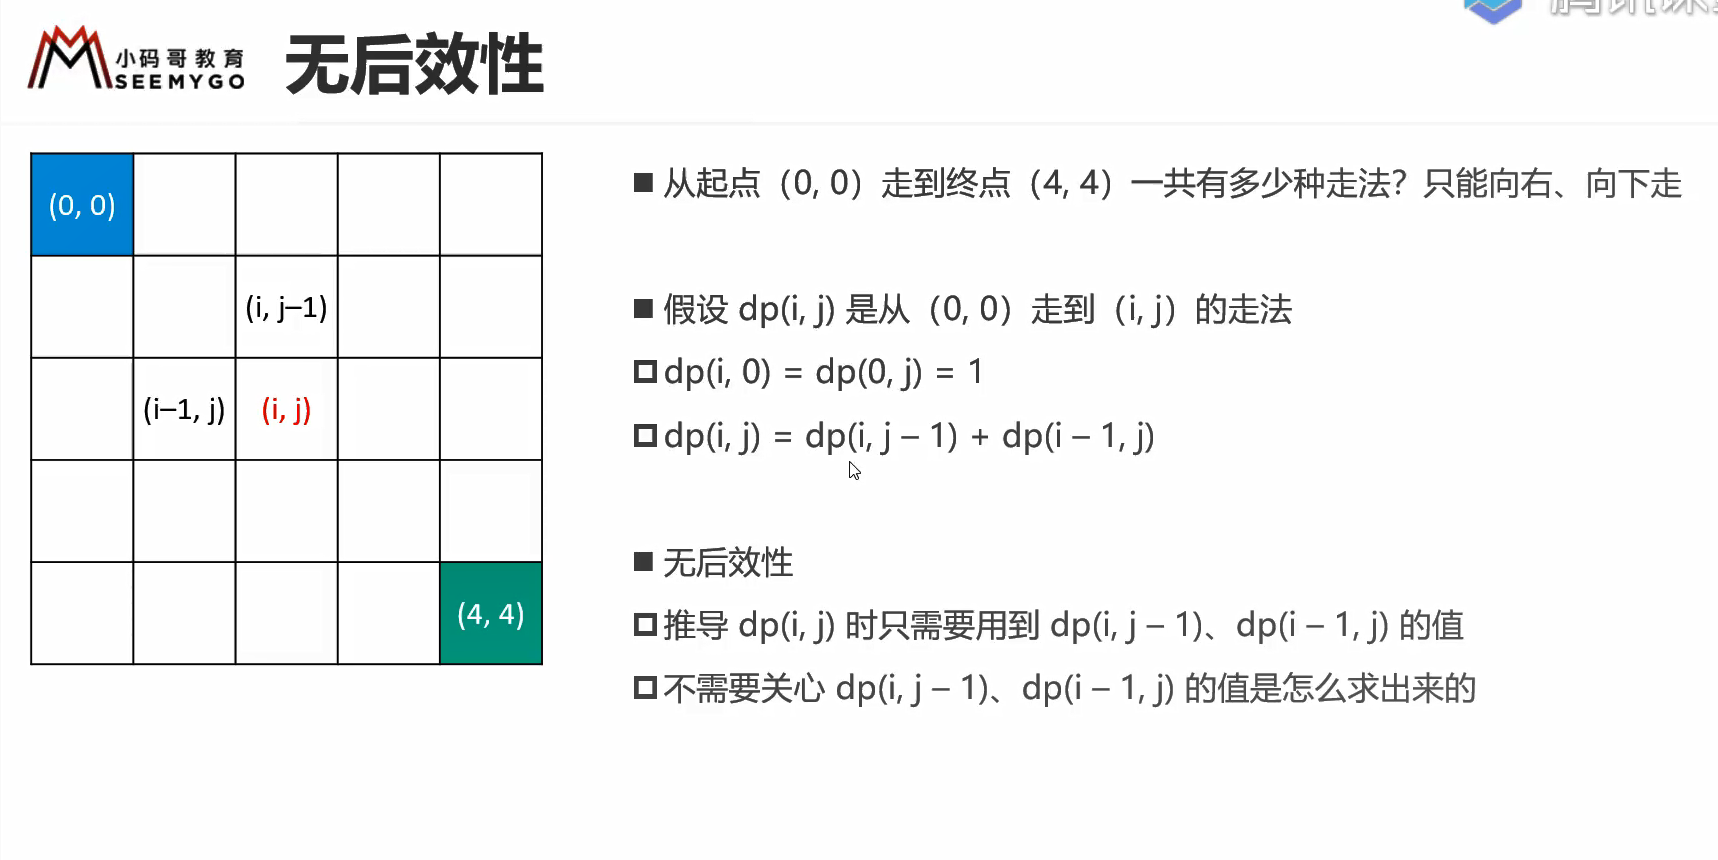 腾讯课堂
小码哥教育
SEEMYGO
无后效性
(0, 0)
(i, j–1)
(i–1, j)
(i, j)
(4, 4)
■ 从起点（0, 0）走到终点（4, 4）一共有多少种走法？只能向右、向下走
■ 假设 dp(i, j) 是从（0, 0）走到（i, j）的走法
□ dp(i, 0) = dp(0, j) = 1
□ dp(i, j) = dp(i, j – 1) + dp(i – 1, j)
■ 无后效性
□ 推导 dp(i, j) 时只需要用到 dp(i, j – 1)、dp(i – 1, j) 的值
□ 不需要关心 dp(i, j – 1)、dp(i – 1, j) 的值是怎么求出来的